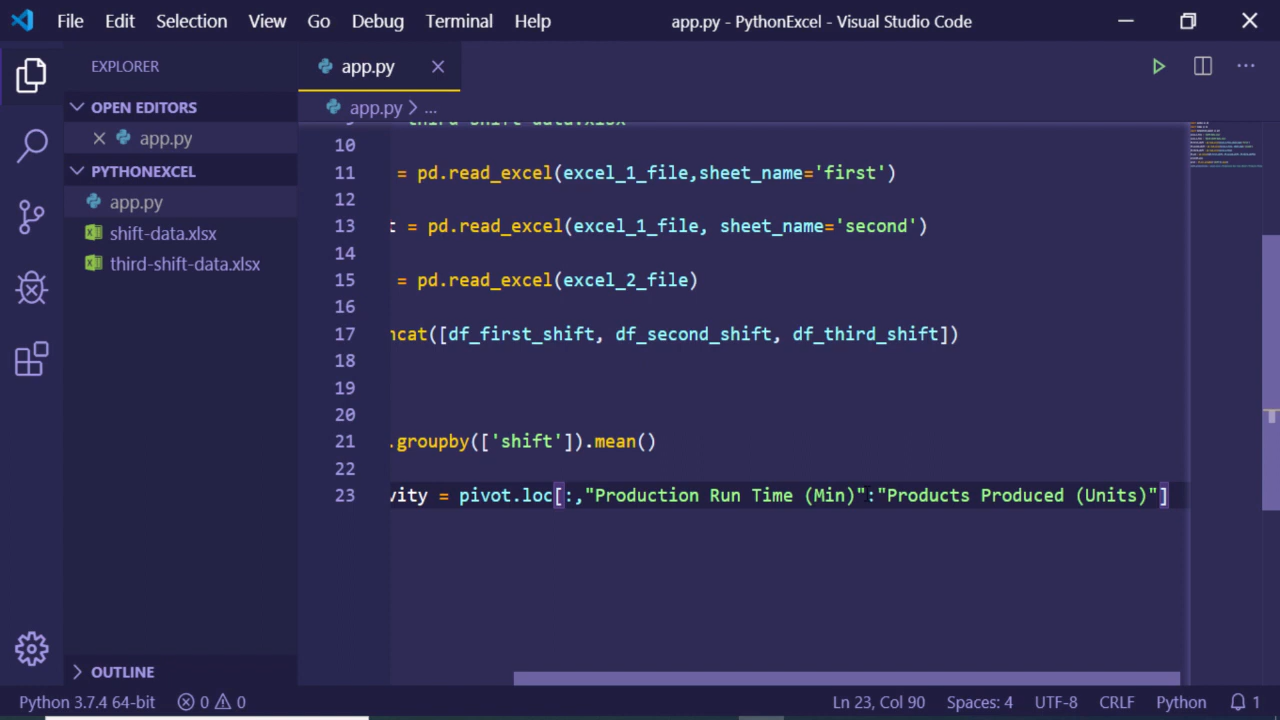 File Edit Selection View Go Debug Terminal Help app.py - PythonExcel - Visual Studio Code
EXPLORER
app.py
OPEN EDITORS
app.py
app.py > ...
PYTHONEXCEL
app.py
shift-data.xlsx
third-shift-data.xlsx
10
11 = pd.read_excel(excel_1_file,sheet_name='first')
12
13 t = pd.read_excel(excel_1_file, sheet_name='second')
14
15 = pd.read_excel(excel_2_file)
16
17 ncat([df_first_shift, df_second_shift, df_third_shift])
18
19
20
21 .groupby(['shift']).mean()
22
23 vity = pivot.loc[:,"Production Run Time (Min)":"Products Produced (Units)"]
OUTLINE
Python 3.7.4 64-bit 0 0 Ln 23, Col 90 Spaces: 4 UTF-8 CRLF Python 1